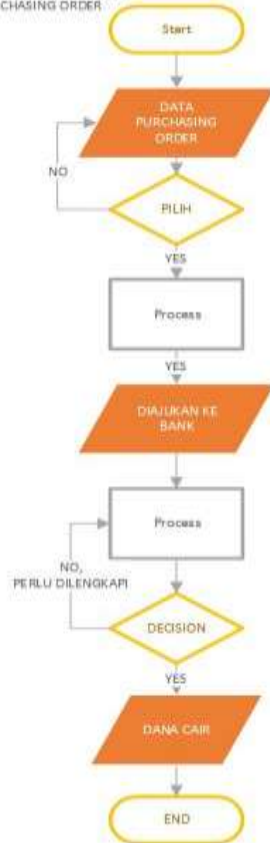 CHASING ORDER
Start
DATA
PURCHASING
ORDER
NO
PILIH
YES
Process
YES
DIAJUKAN KE
BANK
Process
NO,
PERLU DILENGKAPI
DECISION
YES
DANA CAIR
END